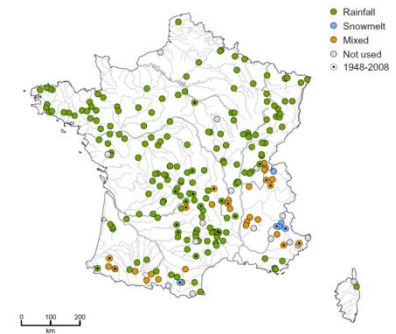 Rainfall
Snowmelt
Mixed
Not used
1948-2008
0 100 200
km